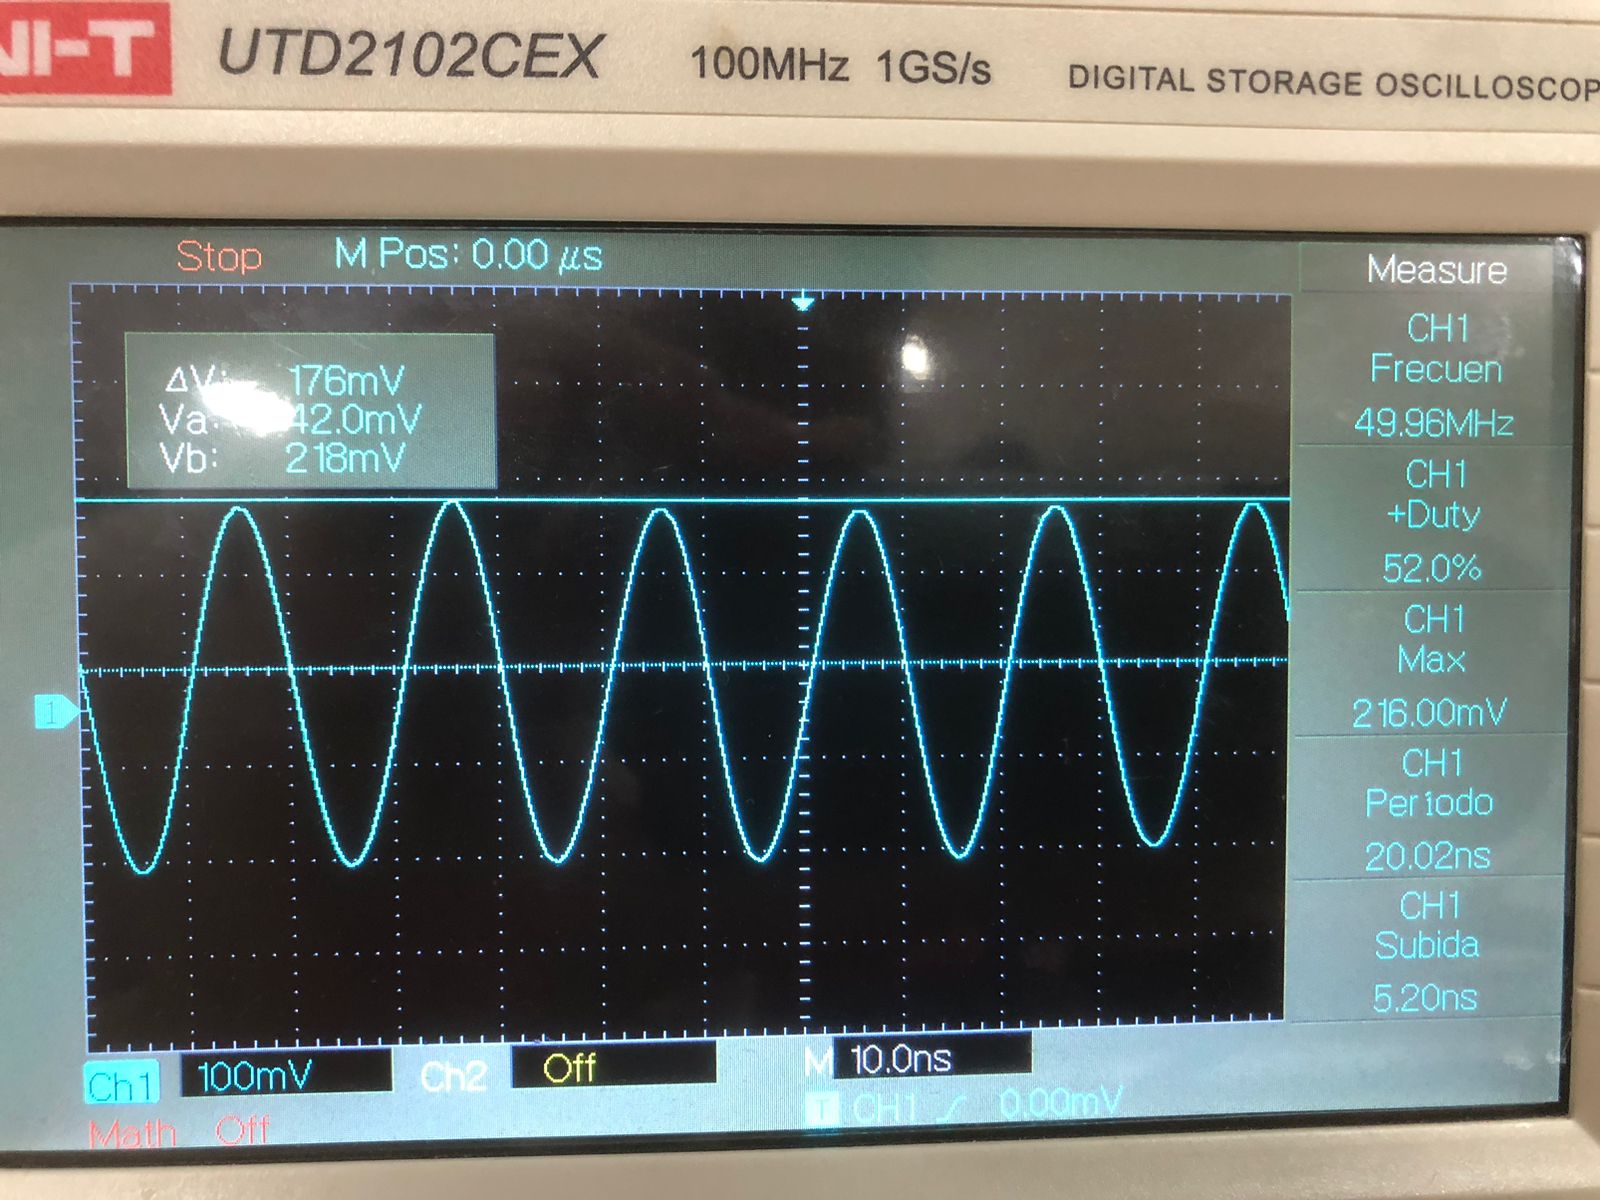 NI-T UTD2102CEX 100MHz 1GS/s DIGITAL STORAGE OSCILLOSCOP
Stop M Pos: 0.00 μs
Measure
ΔV: 176mV
Va: 42.0mV
Vb: 218mV
CH1
Frecuen
49.96MHz
CH1
+Duty
52.0%
CH1
Max
216.00mV
CH1
Período
20.02ns
CH1
Subida
5.20ns
1
Ch1 100mV Ch2 Off M 10.0ns
T CH1 0.00mV
Math Off